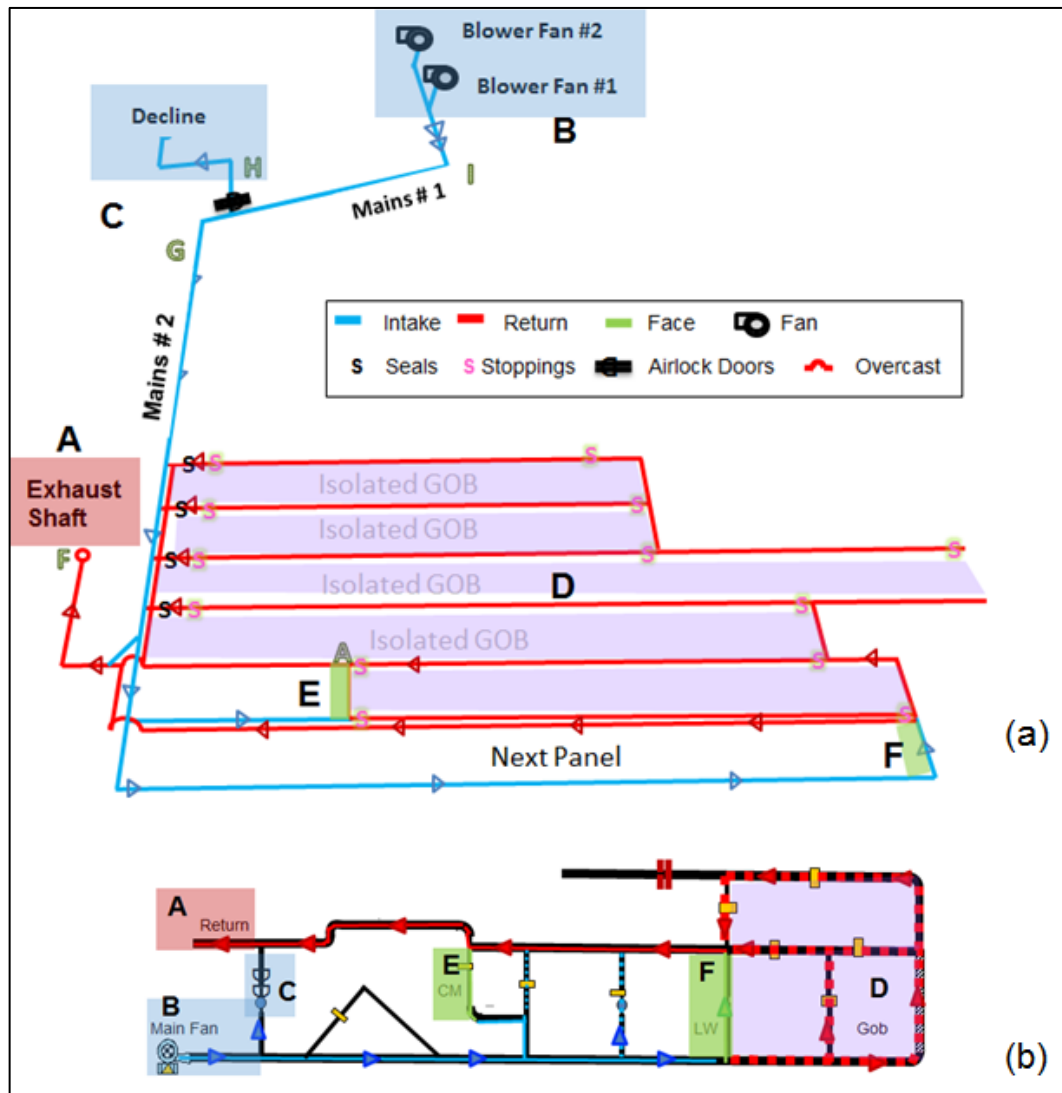 Blower Fan #2
Blower Fan #1
B
Decline
H
C
I
Mains # 1
G
Mains # 2
Intake Return Face Fan
S Seals S Stoppings Airlock Doors Overcast
A
Exhaust
Shaft
F
S S S
Isolated GOB
S S S
Isolated GOB
S S S S
Isolated GOB
D
S S S
Isolated GOB
A
S S
E
S S
F
Next Panel
(a)
A
Return
E
CM
F
C
D
B
Main Fan
LW
Gob
(b)